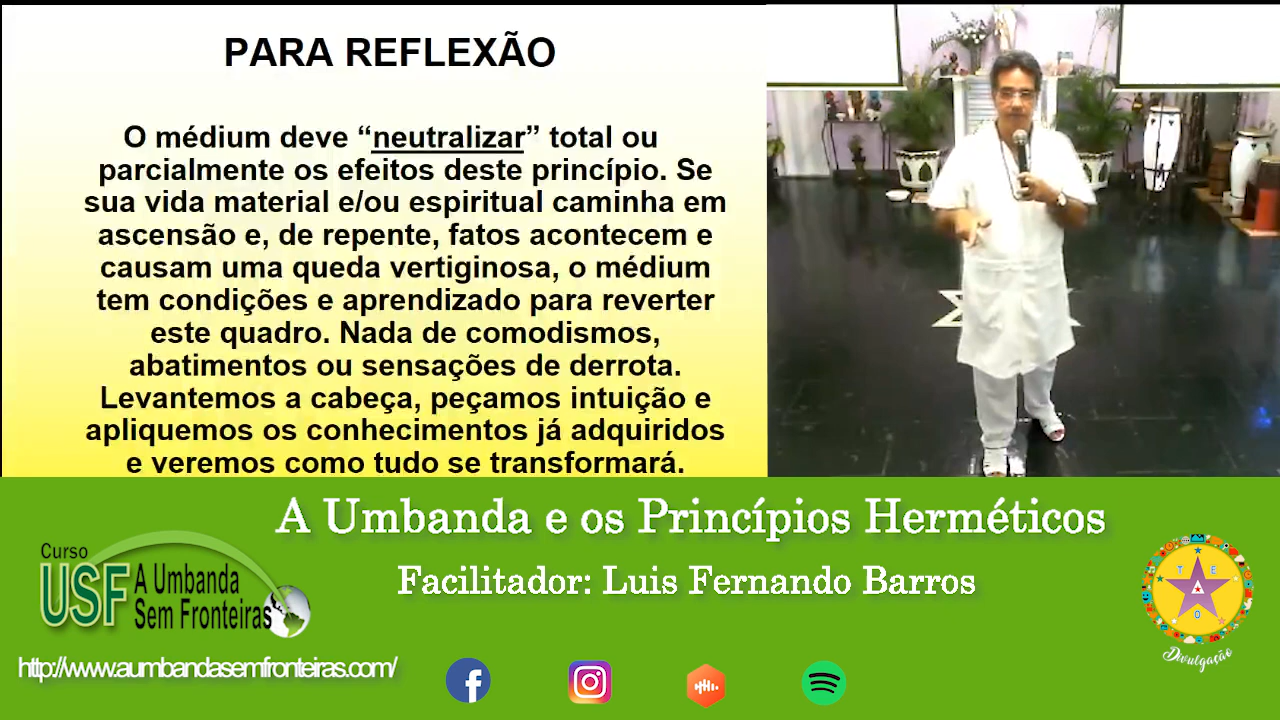 PARA REFLEXÃO
O médium deve “neutralizar” total ou
parcialmente os efeitos deste princípio. Se
sua vida material e/ou espiritual caminha em
ascensão e, de repente, fatos acontecem e
causam uma queda vertiginosa, o médium
tem condições e aprendizado para reverter
este quadro. Nada de comodismos,
abatimentos ou sensações de derrota.
Levantemos a cabeça, peçamos intuição e
apliquemos os conhecimentos já adquiridos
e veremos como tudo se transformará.
A Umbanda e os Princípios Herméticos
Facilitador: Luis Fernando Barros
Curso
USF A Umbanda
Sem Fronteiras
http://www.aumbandasemfronteiras.com/
T E
A
O
Divulgação